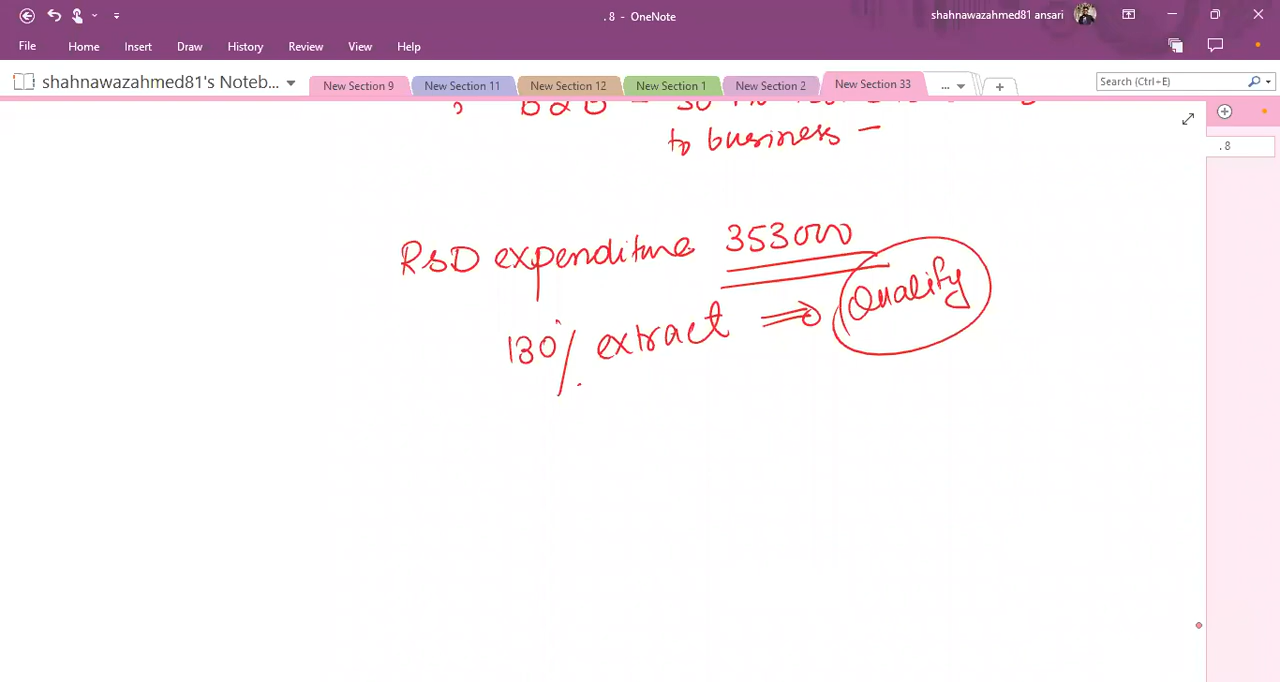 . 8 - OneNote
shahnawazahmed81 ansari
File Home Insert Draw History Review View Help
shahnawazahmed81's Noteb... New Section 9 New Section 11 New Section 12 New Section 1 New Section 2 New Section 33 ... + Search (Ctrl+E)
. 8
to business -
R&D expenditure 353000
130% extract ⇒ Qualify